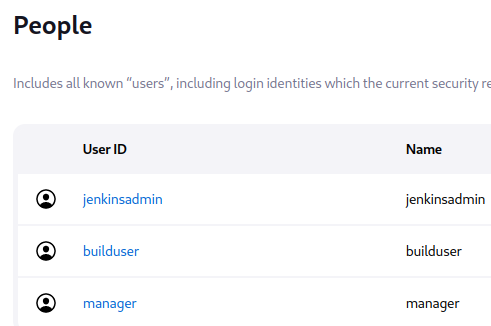 People
Includes all known “users”, including login identities which the current security re
User ID Name
jenkinsadmin jenkinsadmin
builduser builduser
manager manager